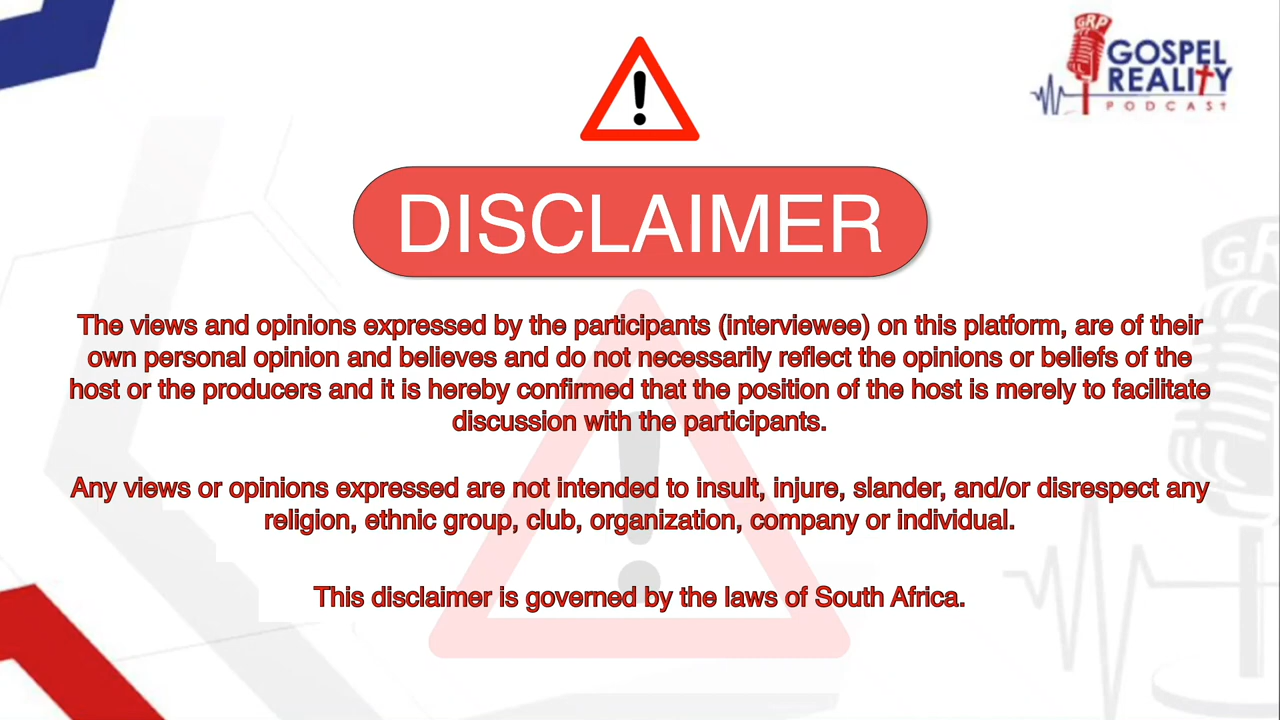 GRP
GOSPEL
REALITY
PODCAST
DISCLAIMER
The views and opinions expressed by the participants (interviewee) on this platform, are of their
own personal opinion and believes and do not necessarily reflect the opinions or beliefs of the
host or the producers and it is hereby confirmed that the position of the host is merely to facilitate
discussion with the participants.
Any views or opinions expressed are not intended to insult, injure, slander, and/or disrespect any
religion, ethnic group, club, organization, company or individual.
This disclaimer is governed by the laws of South Africa.
GRP